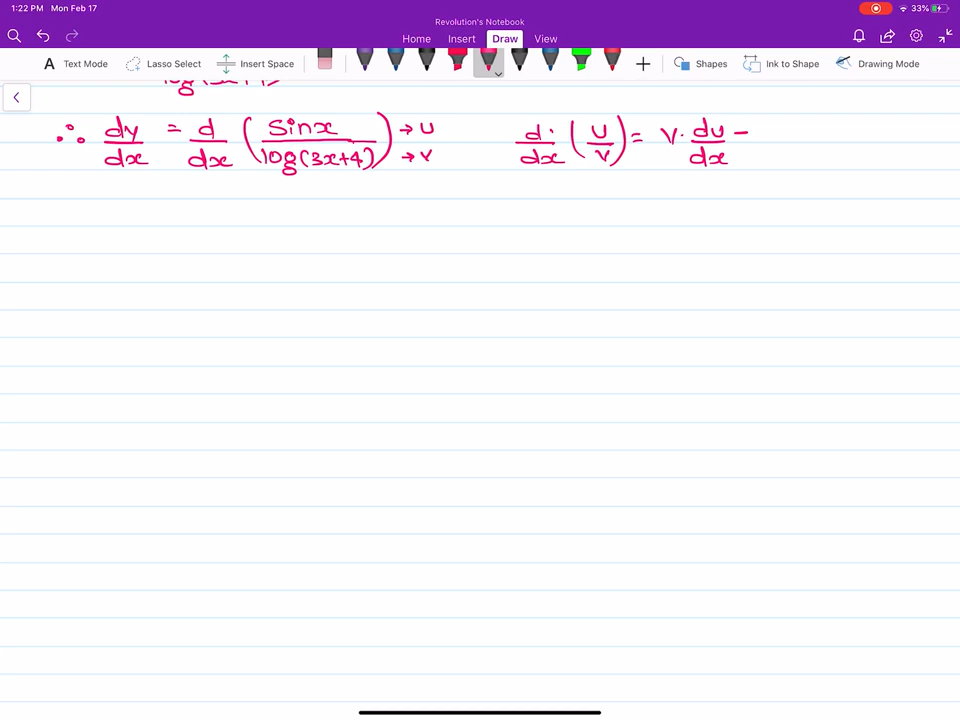 1:22 PM Mon Feb 17 33%
Revolution's Notebook
Home Insert Draw View
Text Mode Lasso Select Insert Space Shapes Ink to Shape Drawing Mode
∴ dy/dx = d/dx (sinx / log(3x+4)) → u → v d/dx (u/v) = v · du/dx −